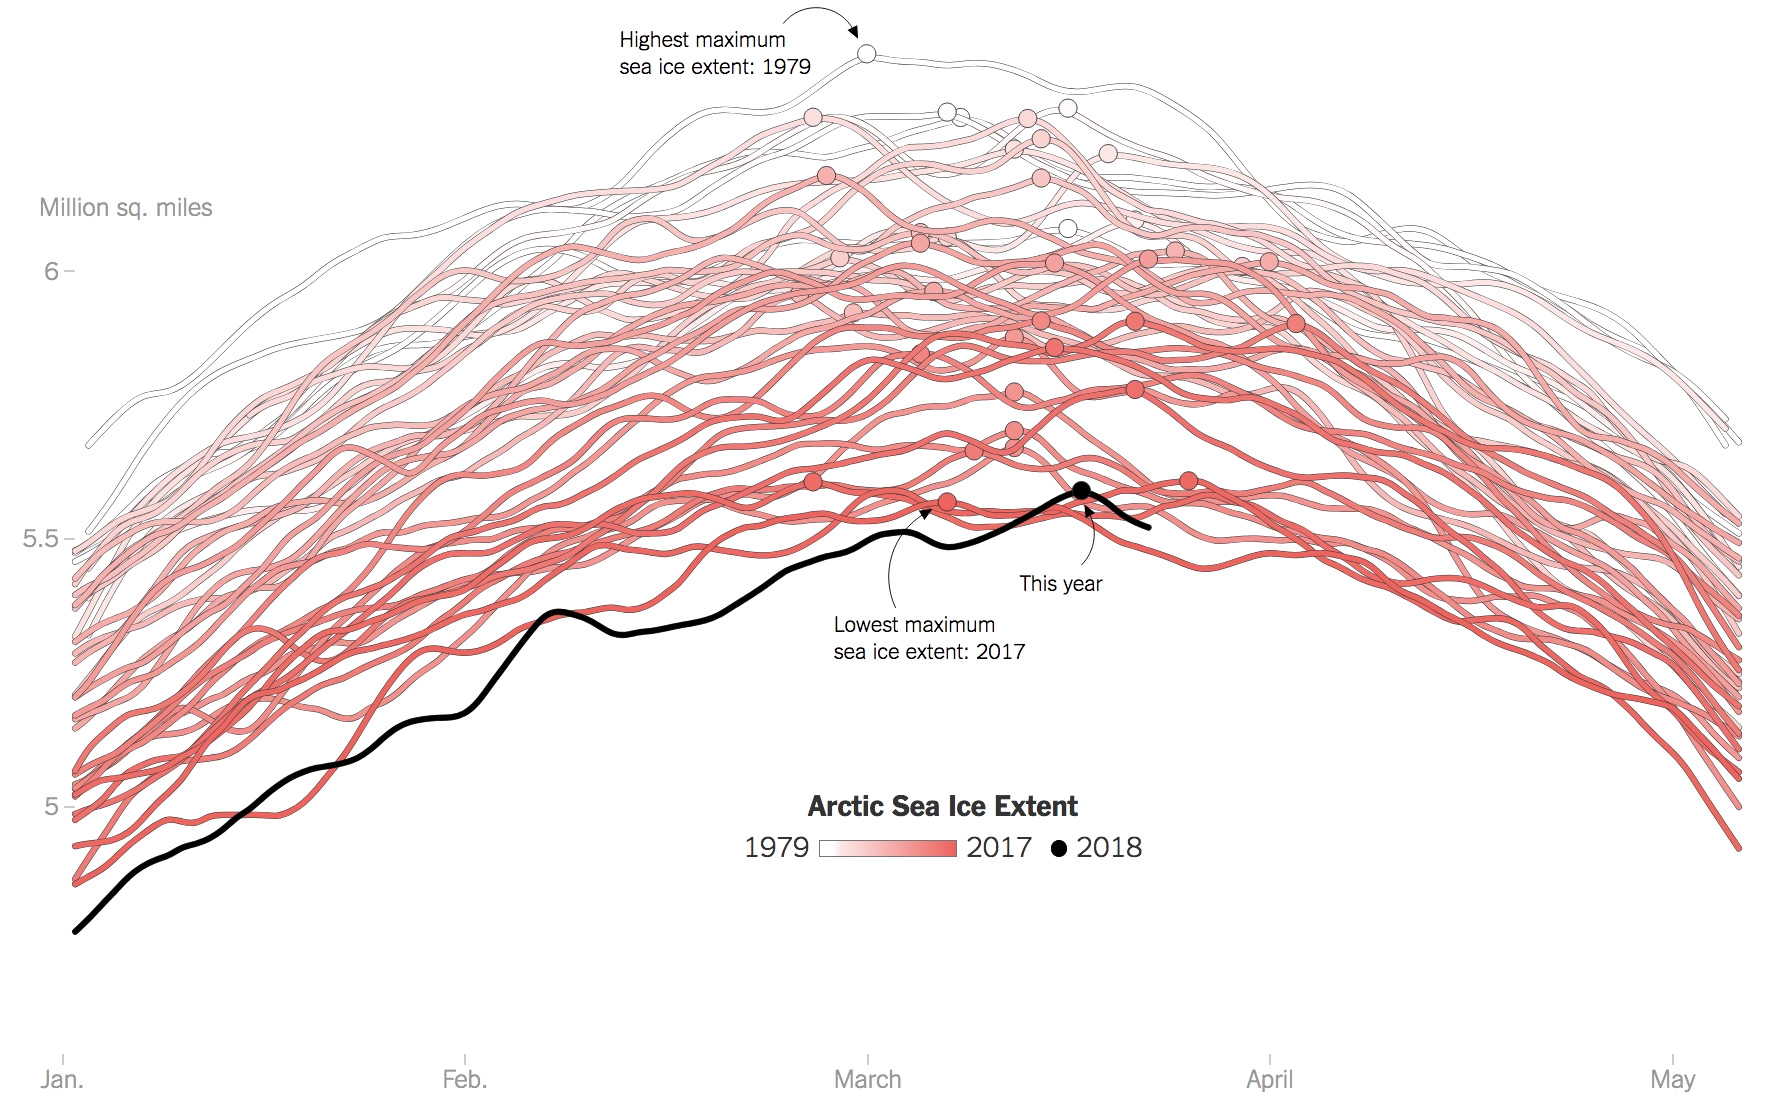 Highest maximum
sea ice extent: 1979
Million sq. miles
6
5.5
This year
Lowest maximum
sea ice extent: 2017
5
Arctic Sea Ice Extent
1979 2017 2018
Jan. Feb. March April May